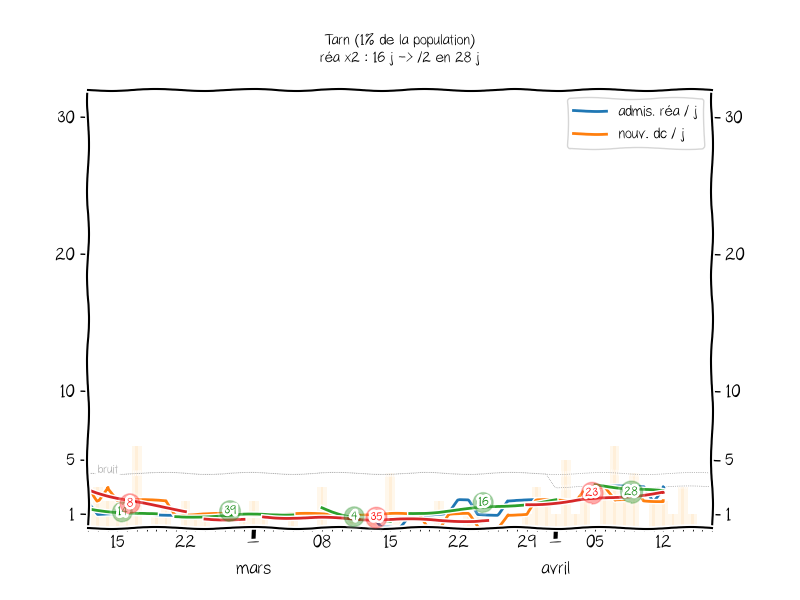 Tarn (1% de la population)
réa x2 : 16 j -> /2 en 28 j
admis. réa / j
nouv. dc / j
30 30
20 20
10 10
5 5
1 1
bruit
14 8 39 4 35 16 23 28
15 22 08 15 22 29 05 12
mars avril